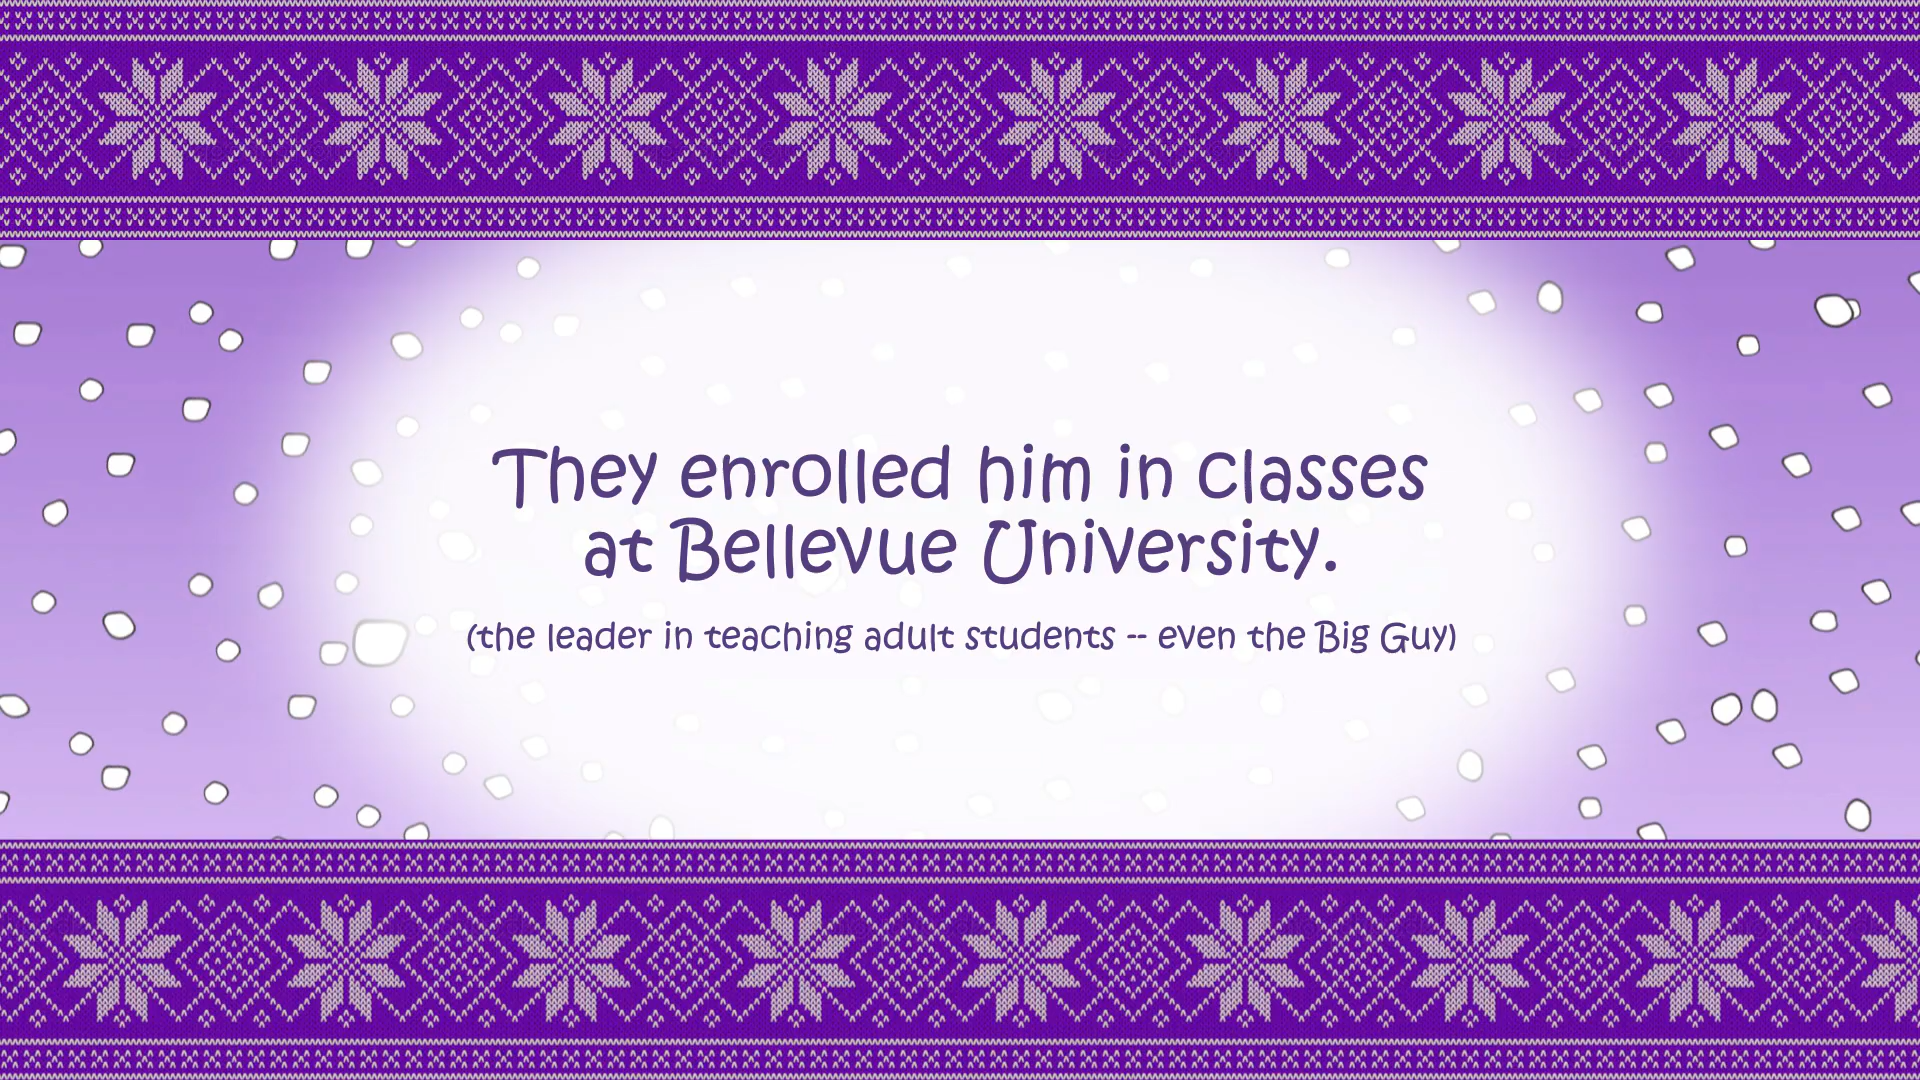 They enrolled him in classes
at Bellevue University.
(the leader in teaching adult students -- even the Big Guy)